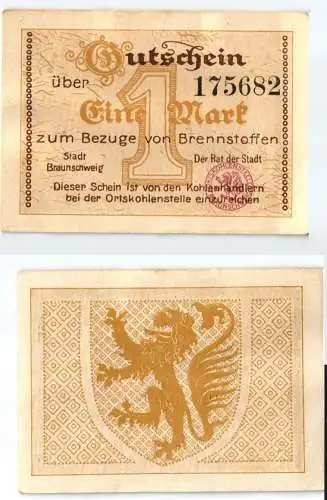 Gutschein
über 175682
Eine Mark
1
zum Bezuge von Brennstoffen
Stadt Der Rat der Stadt
Braunschweig
Dieser Schein ist von den Kohlenhändlern
bei der Ortskohlenstelle einzureichen